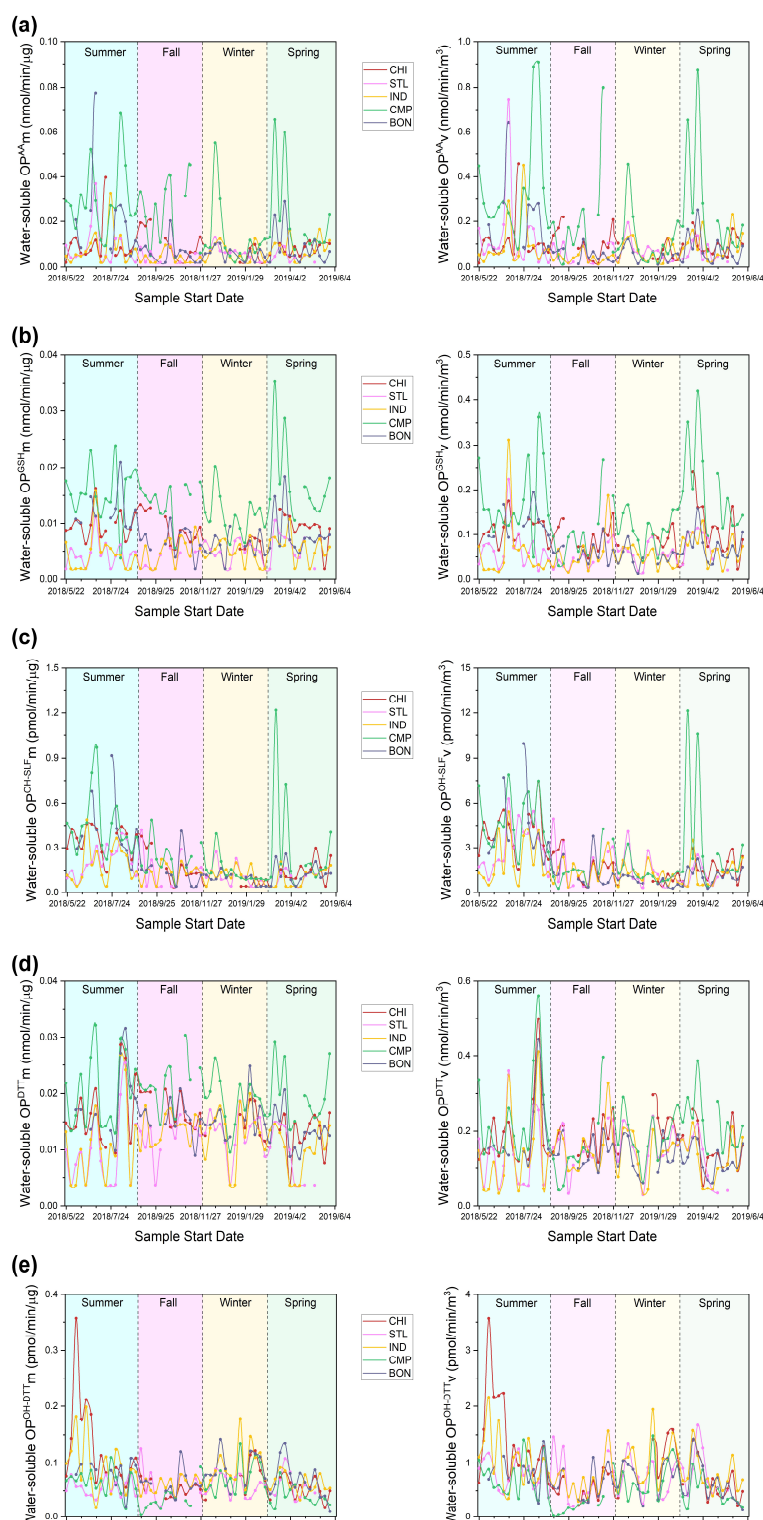 (a)
Water-soluble OP^AAm (nmol/min/µg)
0.10
0.08
0.06
0.04
0.02
0.00
Summer Fall Winter Spring
2018/5/22 2018/7/24 2018/9/25 2018/11/27 2019/1/29 2019/4/2 2019/6/4
Sample Start Date
CHI
STL
IND
CMP
BON
Water-soluble OP^AAv (nmol/min/m³)
1.0
0.8
0.6
0.4
0.2
0.0
Summer Fall Winter Spring
2018/5/22 2018/7/24 2018/9/25 2018/11/27 2019/1/29 2019/4/2 2019/6/4
Sample Start Date
(b)
Water-soluble OP^GSHm (nmol/min/µg)
0.04
0.03
0.02
0.01
0.00
Summer Fall Winter Spring
2018/5/22 2018/7/24 2018/9/25 2018/11/27 2019/1/29 2019/4/2 2019/6/4
Sample Start Date
CHI
STL
IND
CMP
BON
Water-soluble OP^GSHv (nmol/min/m³)
0.5
0.4
0.3
0.2
0.1
0.0
Summer Fall Winter Spring
2018/5/22 2018/7/24 2018/9/25 2018/11/27 2019/1/29 2019/4/2 2019/6/4
Sample Start Date
(c)
Water-soluble OP^OH-SLFm (pmol/min/µg)
1.5
1.2
0.9
0.6
0.3
0.0
Summer Fall Winter Spring
2018/5/22 2018/7/24 2018/9/25 2018/11/27 2019/1/29 2019/4/2 2019/6/4
Sample Start Date
CHI
STL
IND
CMP
BON
Water-soluble OP^OH-SLFv (pmol/min/m³)
15
12
9
6
3
0
Summer Fall Winter Spring
2018/5/22 2018/7/24 2018/9/25 2018/11/27 2019/1/29 2019/4/2 2019/6/4
Sample Start Date
(d)
Water-soluble OP^DTTm (nmol/min/µg)
0.04
0.03
0.02
0.01
0.00
Summer Fall Winter Spring
2018/5/22 2018/7/24 2018/9/25 2018/11/27 2019/1/29 2019/4/2 2019/6/4
Sample Start Date
CHI
STL
IND
CMP
BON
Water-soluble OP^DTTv (nmol/min/m³)
0.6
0.4
0.2
0.0
Summer Fall Winter Spring
2018/5/22 2018/7/24 2018/9/25 2018/11/27 2019/1/29 2019/4/2 2019/6/4
Sample Start Date
(e)
Water-soluble OP^OH-DTTm (pmol/min/µg)
0.4
0.3
0.2
0.1
0.0
Summer Fall Winter Spring
CHI
STL
IND
CMP
BON
Water-soluble OP^OH-DTTv (pmol/min/m³)
4
3
2
1
0
Summer Fall Winter Spring